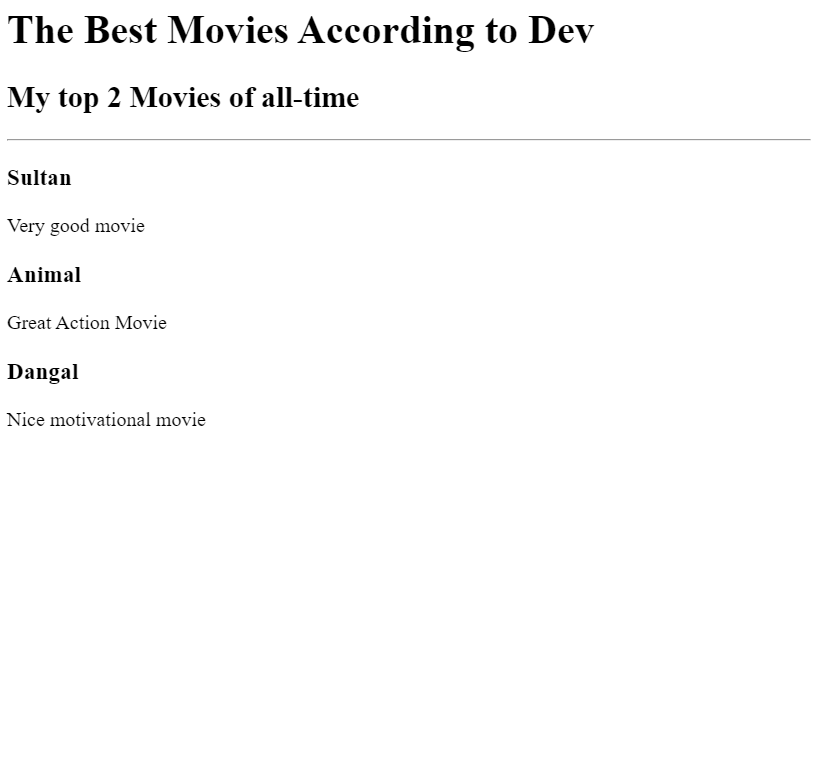 The Best Movies According to Dev
My top 2 Movies of all-time
Sultan
Very good movie
Animal
Great Action Movie
Dangal
Nice motivational movie